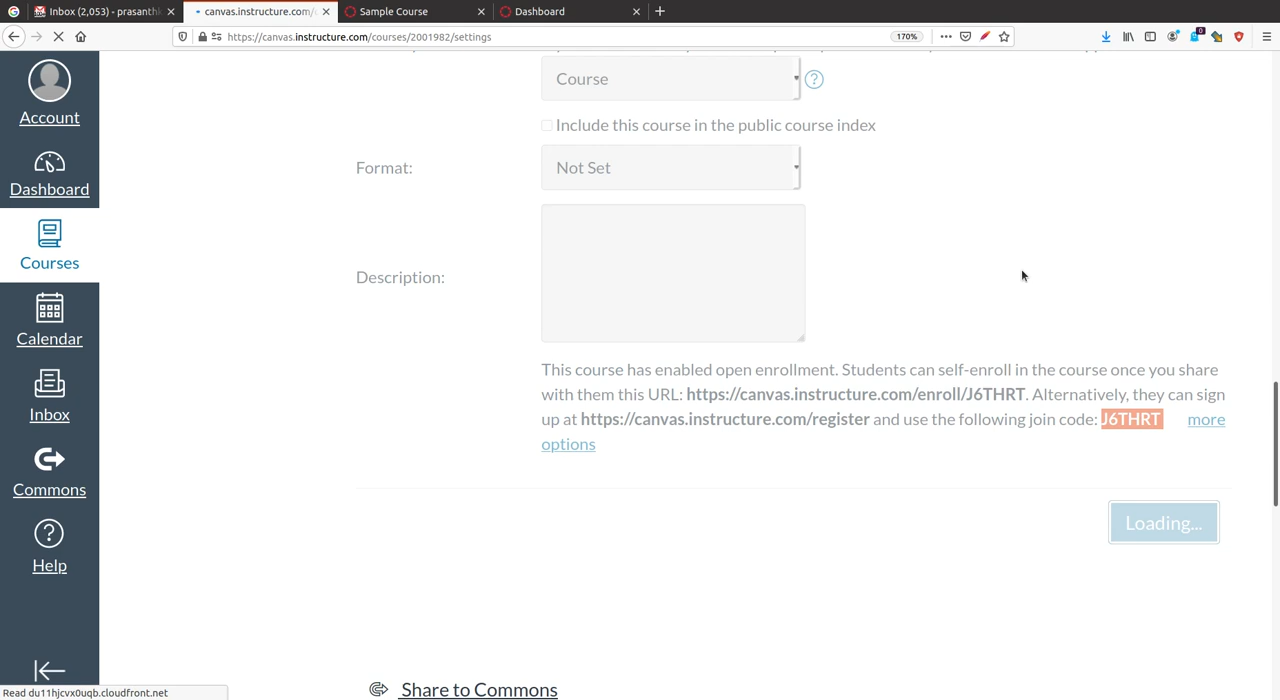 Inbox (2,053) - prasanthk
canvas.instructure.com/
Sample Course
Dashboard
https://canvas.instructure.com/courses/2001982/settings
170%
0
Account
Dashboard
Courses
Calendar
Inbox
Commons
Help
Course
Include this course in the public course index
Format:
Not Set
Description:
This course has enabled open enrollment. Students can self-enroll in the course once you share
with them this URL: https://canvas.instructure.com/enroll/J6THRT. Alternatively, they can sign
up at https://canvas.instructure.com/register and use the following join code: J6THRT more
options
Loading...
Share to Commons
Read du11hjcvx0uqb.cloudfront.net